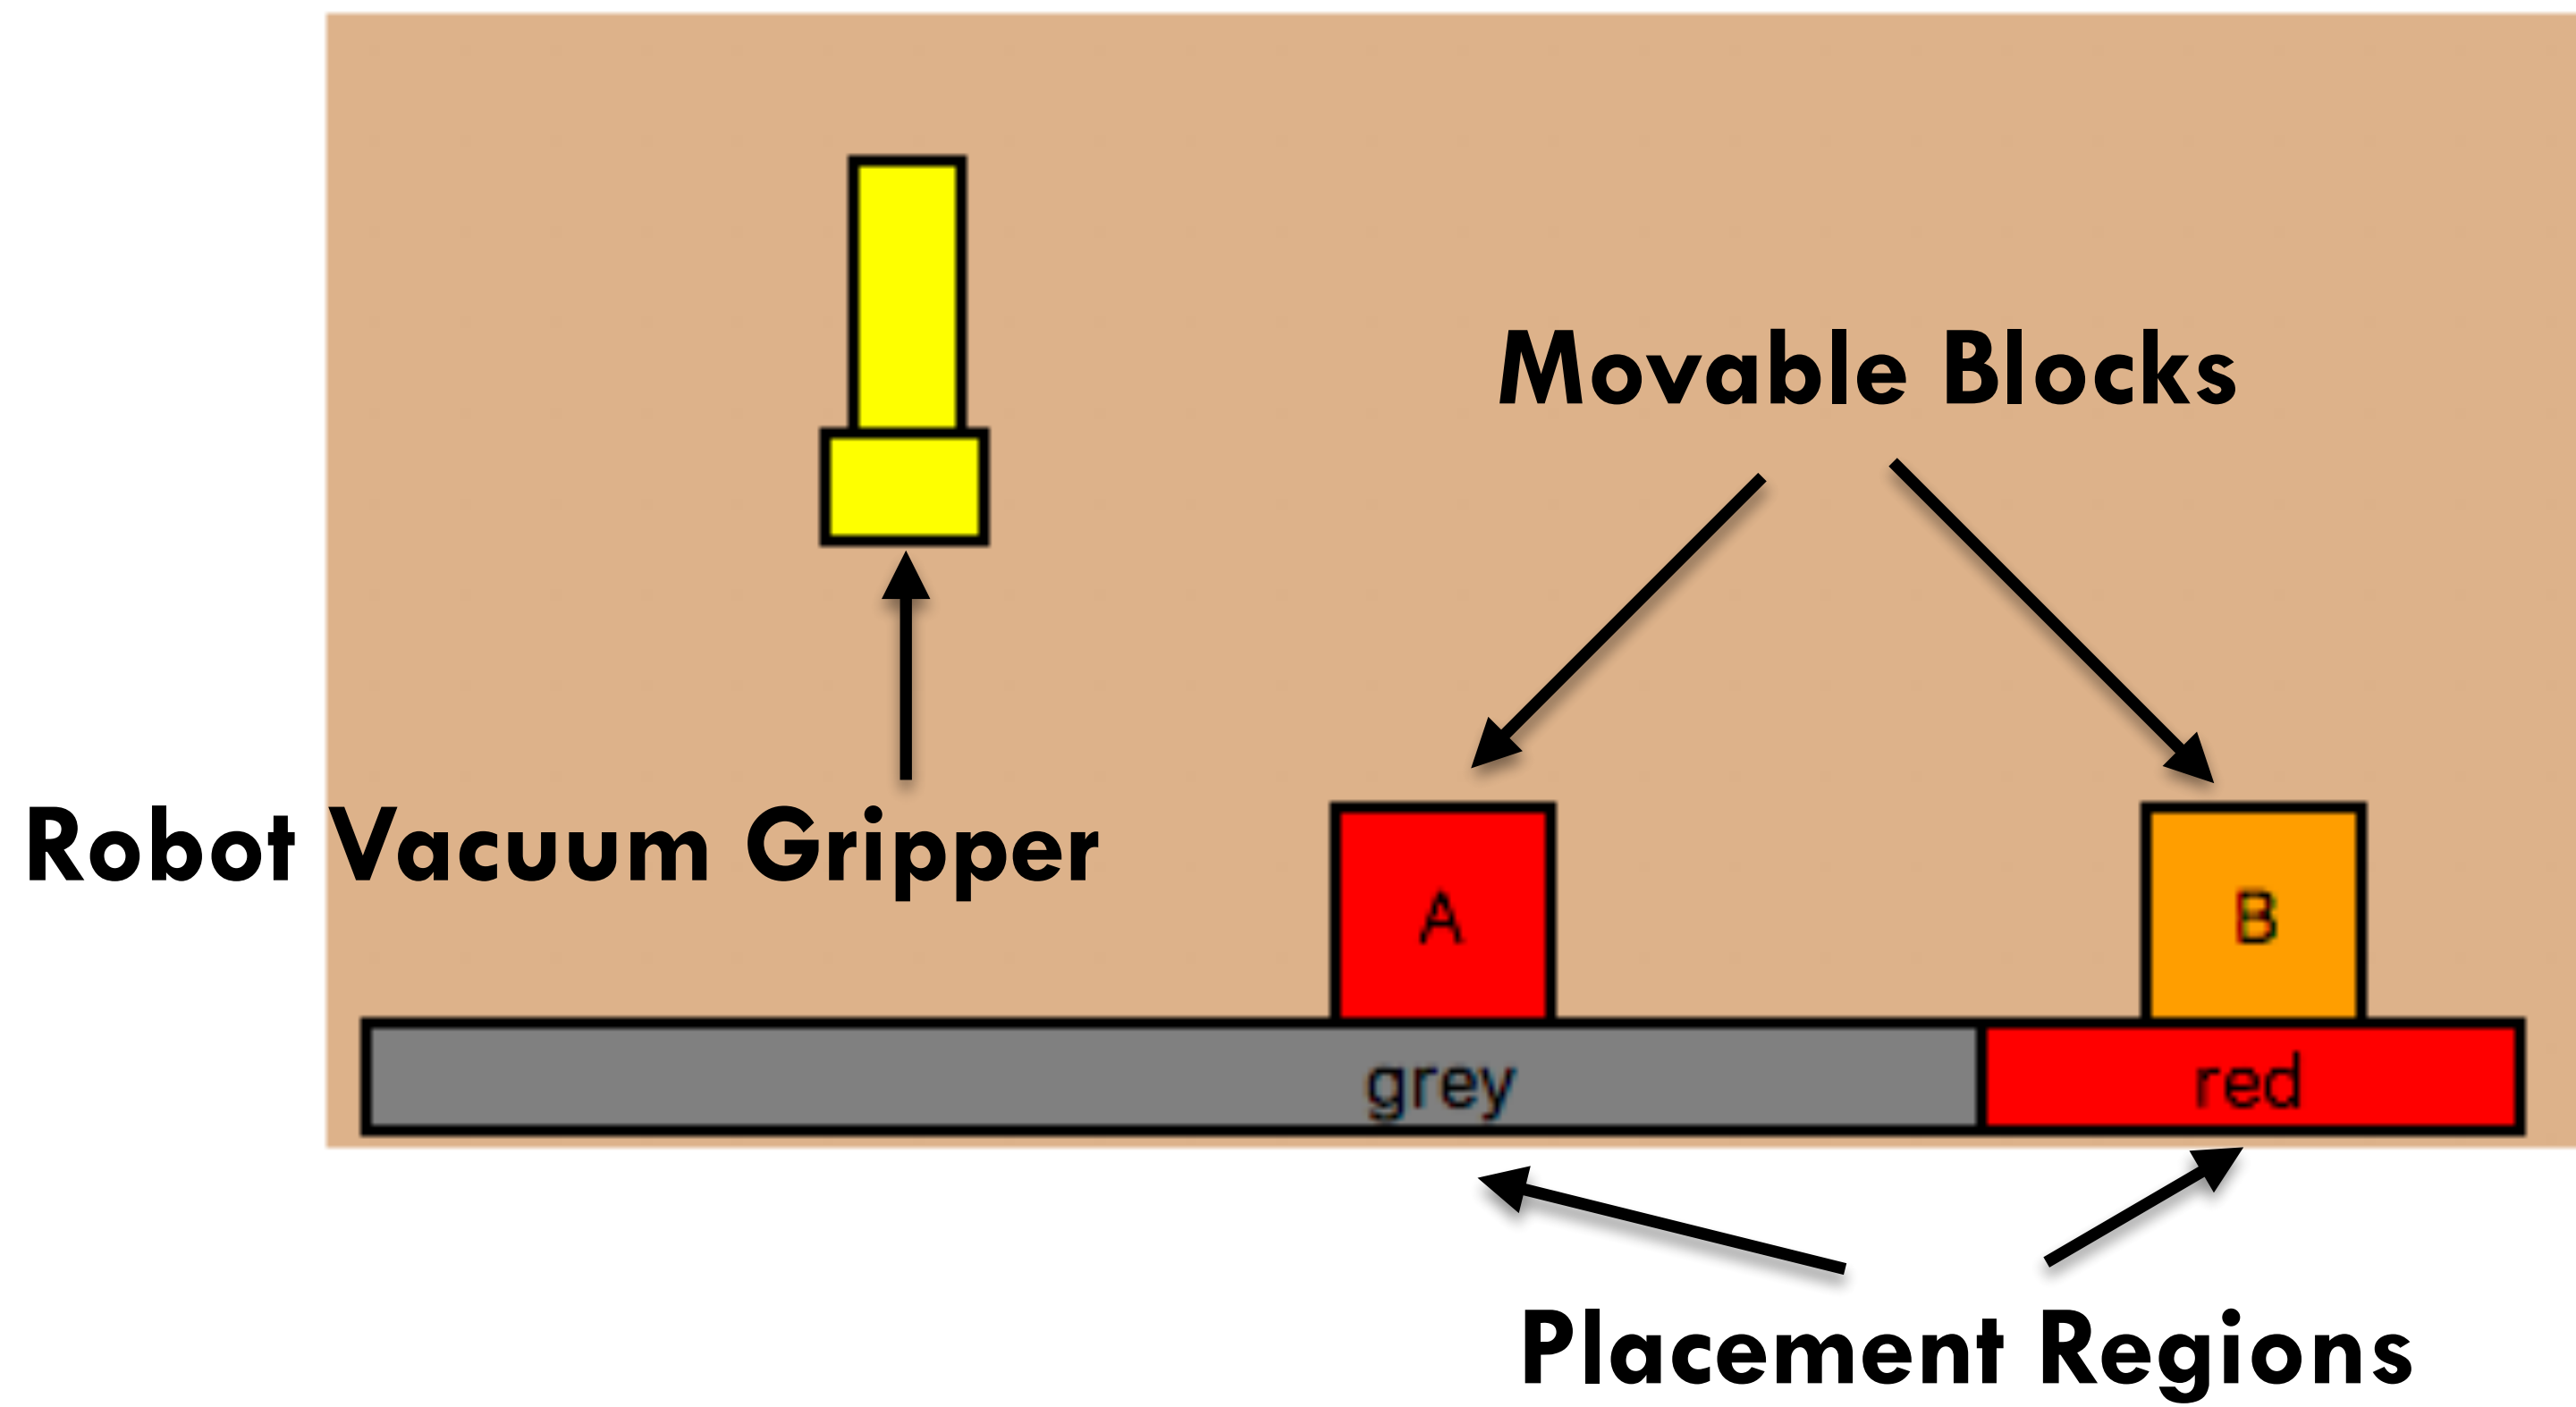 Movable Blocks
Robot Vacuum Gripper
A
B
grey
red
Placement Regions